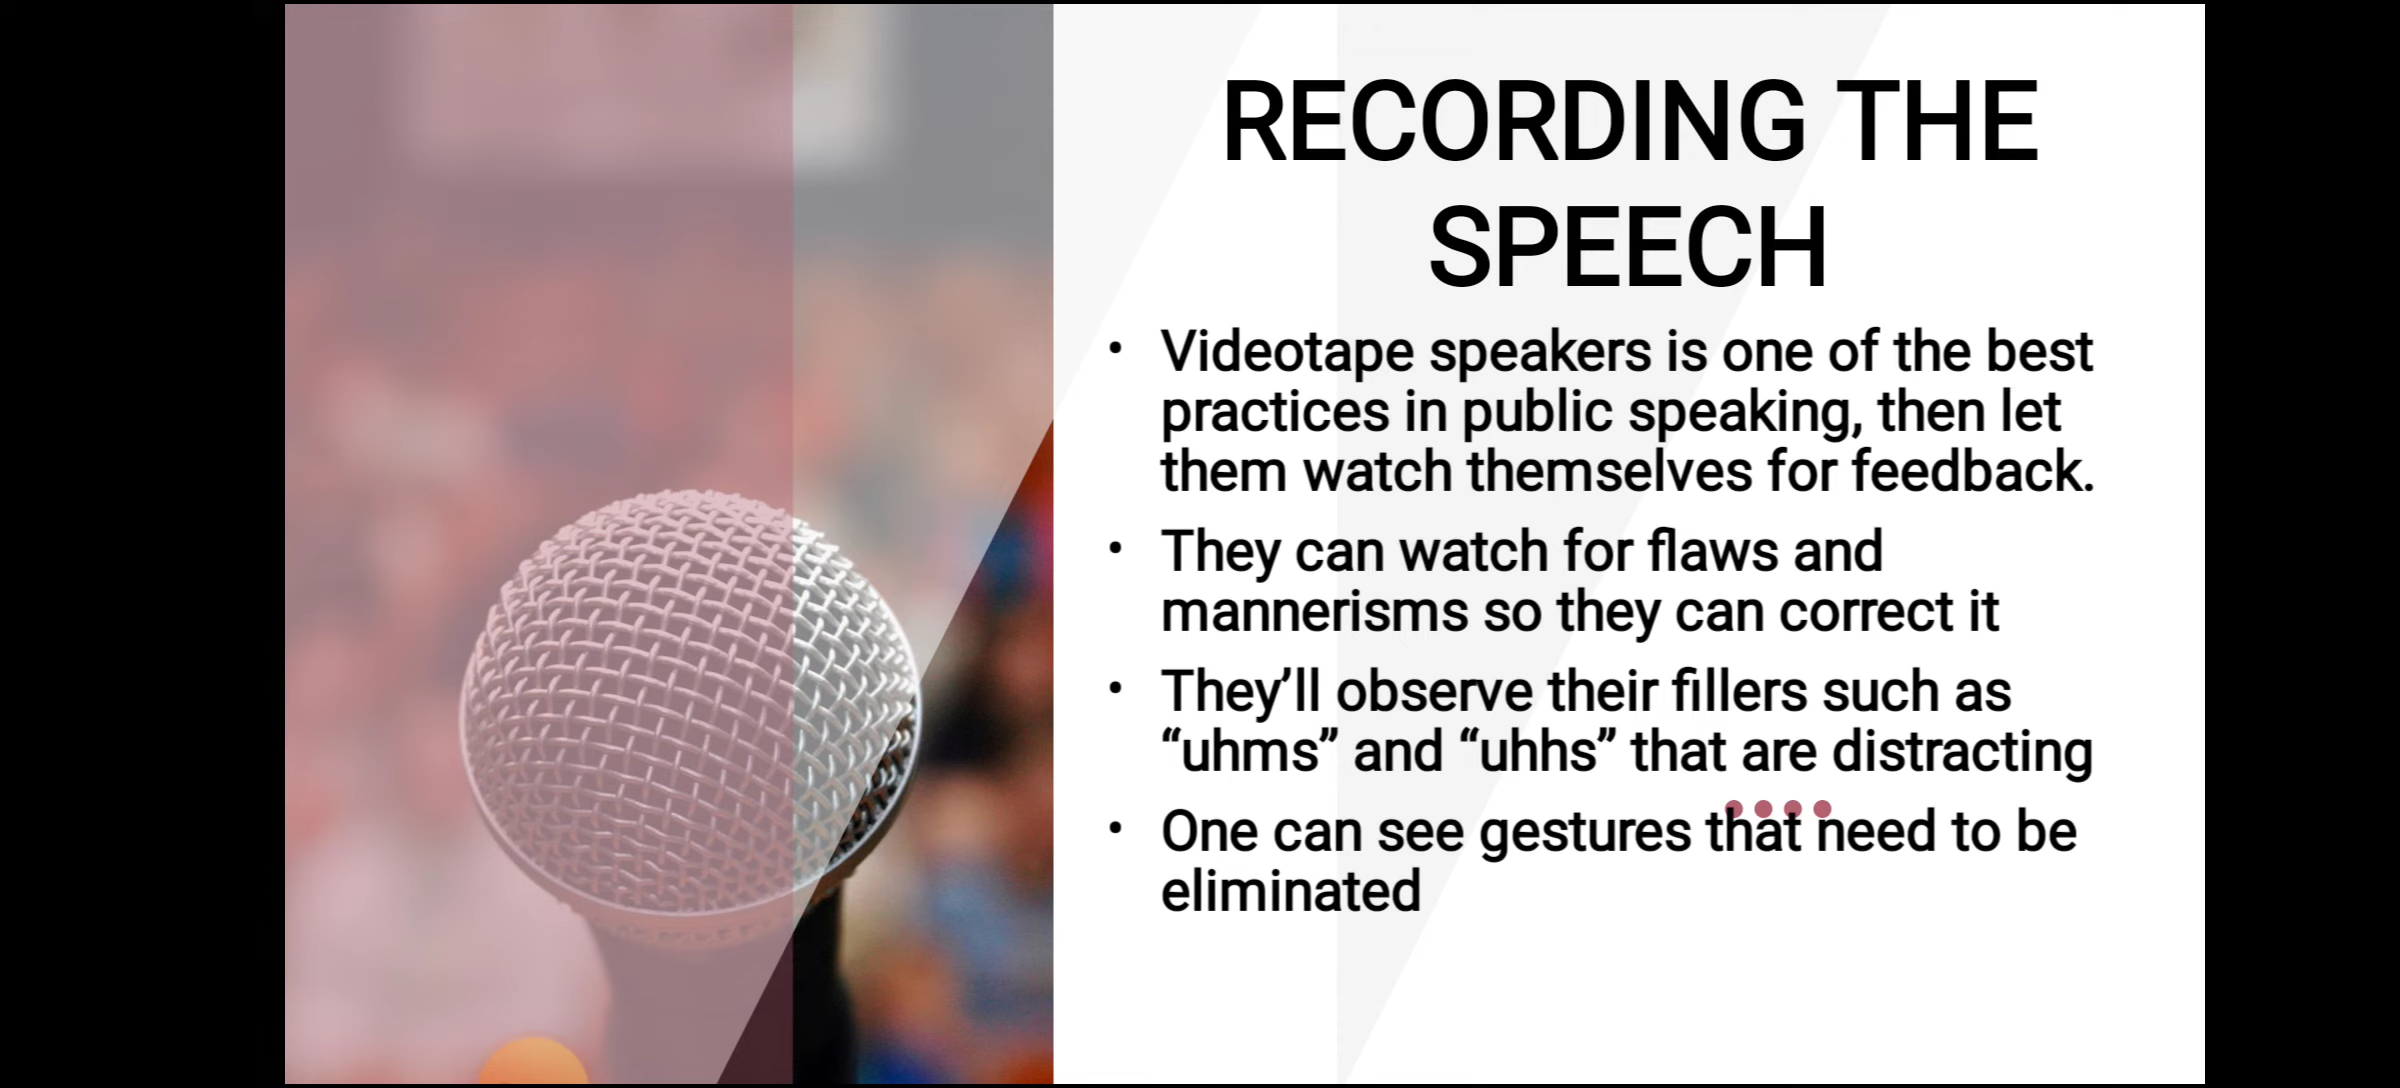 RECORDING THE
SPEECH
• Videotape speakers is one of the best
practices in public speaking, then let
them watch themselves for feedback.
• They can watch for flaws and
mannerisms so they can correct it
• They’ll observe their fillers such as
“uhms” and “uhhs” that are distracting
• One can see gestures that need to be
eliminated